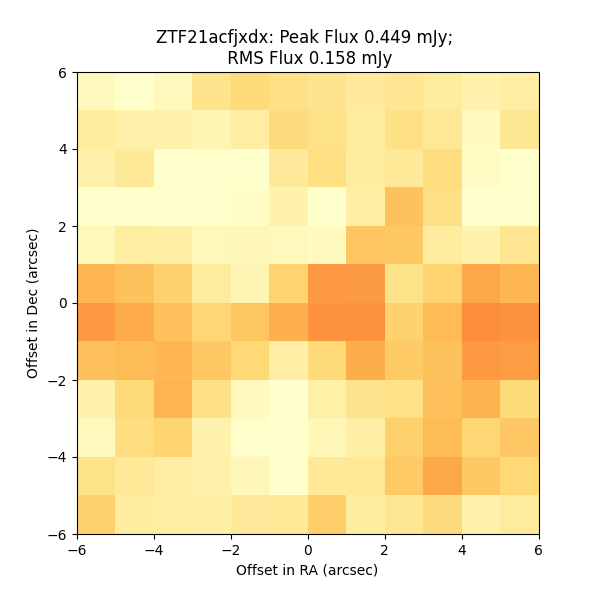 ZTF21acfjxdx: Peak Flux 0.449 mJy;
RMS Flux 0.158 mJy
6
4
2
0
−2
−4
−6
Offset in Dec (arcsec)
−6 −4 −2 0 2 4 6
Offset in RA (arcsec)